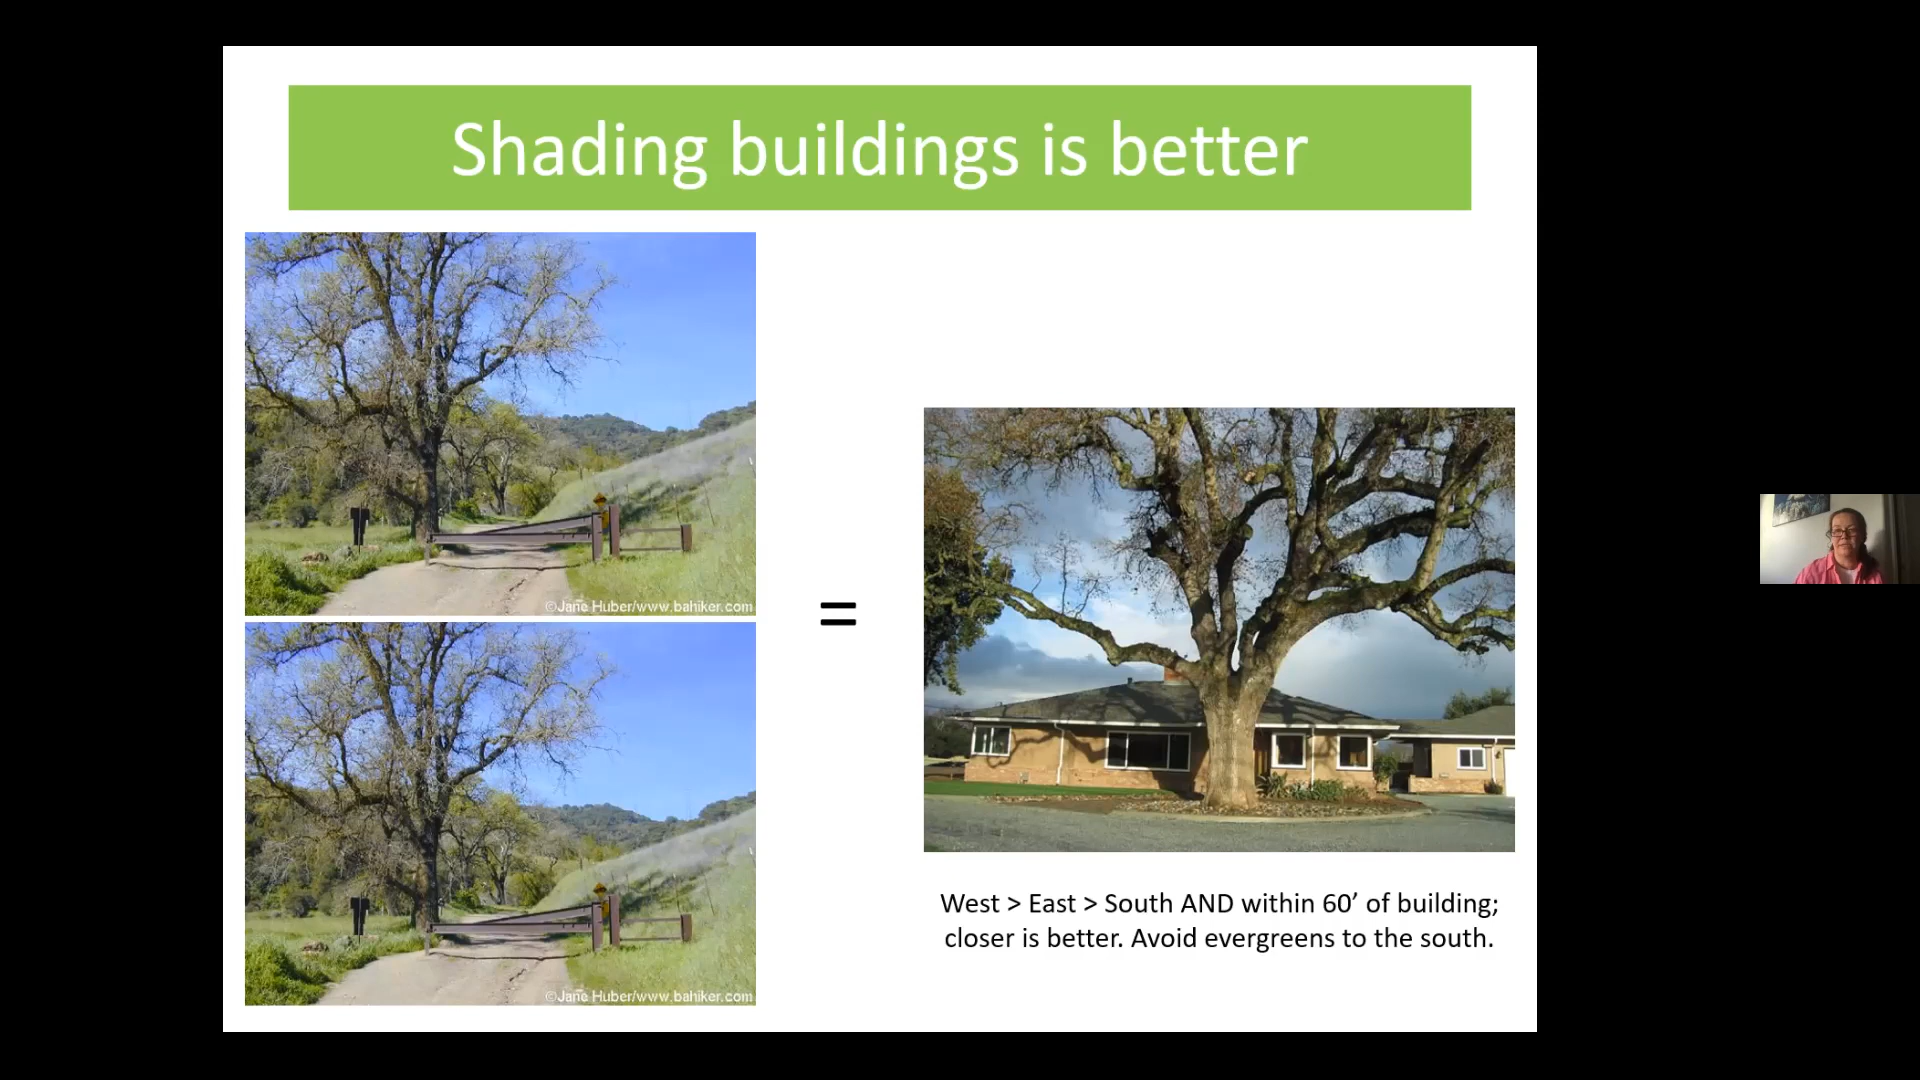 Shading buildings is better
©Jane Huber/www.bahiker.com
=
©Jane Huber/www.bahiker.com
West > East > South AND within 60’ of building;
closer is better. Avoid evergreens to the south.